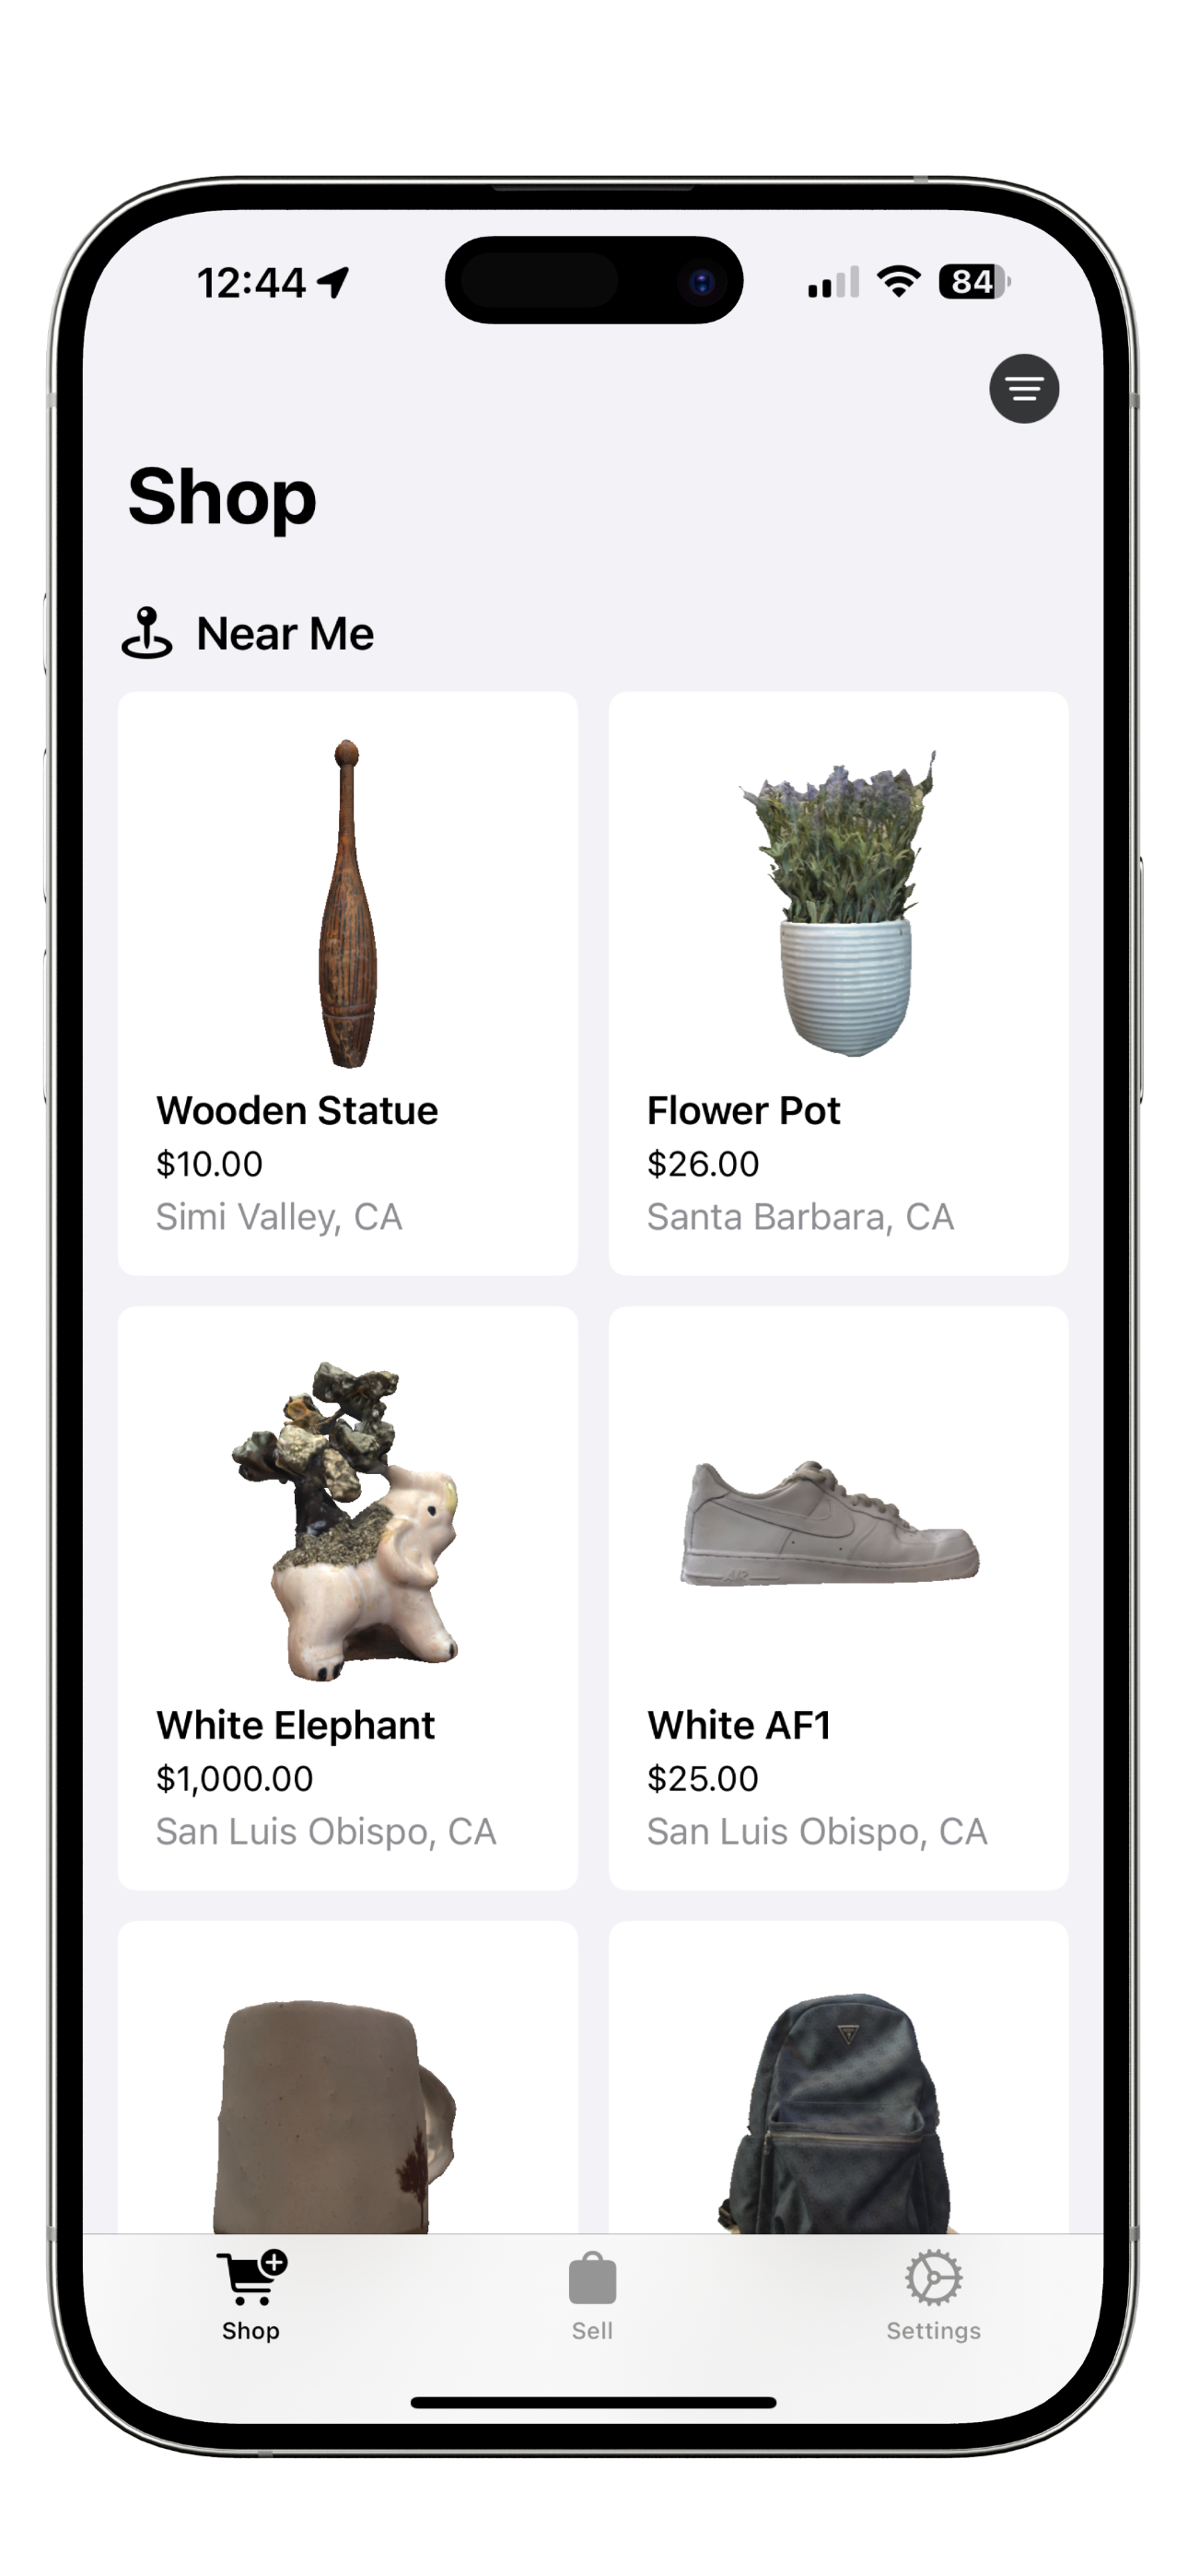 12:44
84
Shop
Near Me
Wooden Statue
$10.00
Simi Valley, CA
Flower Pot
$26.00
Santa Barbara, CA
White Elephant
$1,000.00
San Luis Obispo, CA
White AF1
$25.00
San Luis Obispo, CA
Shop
Sell
Settings